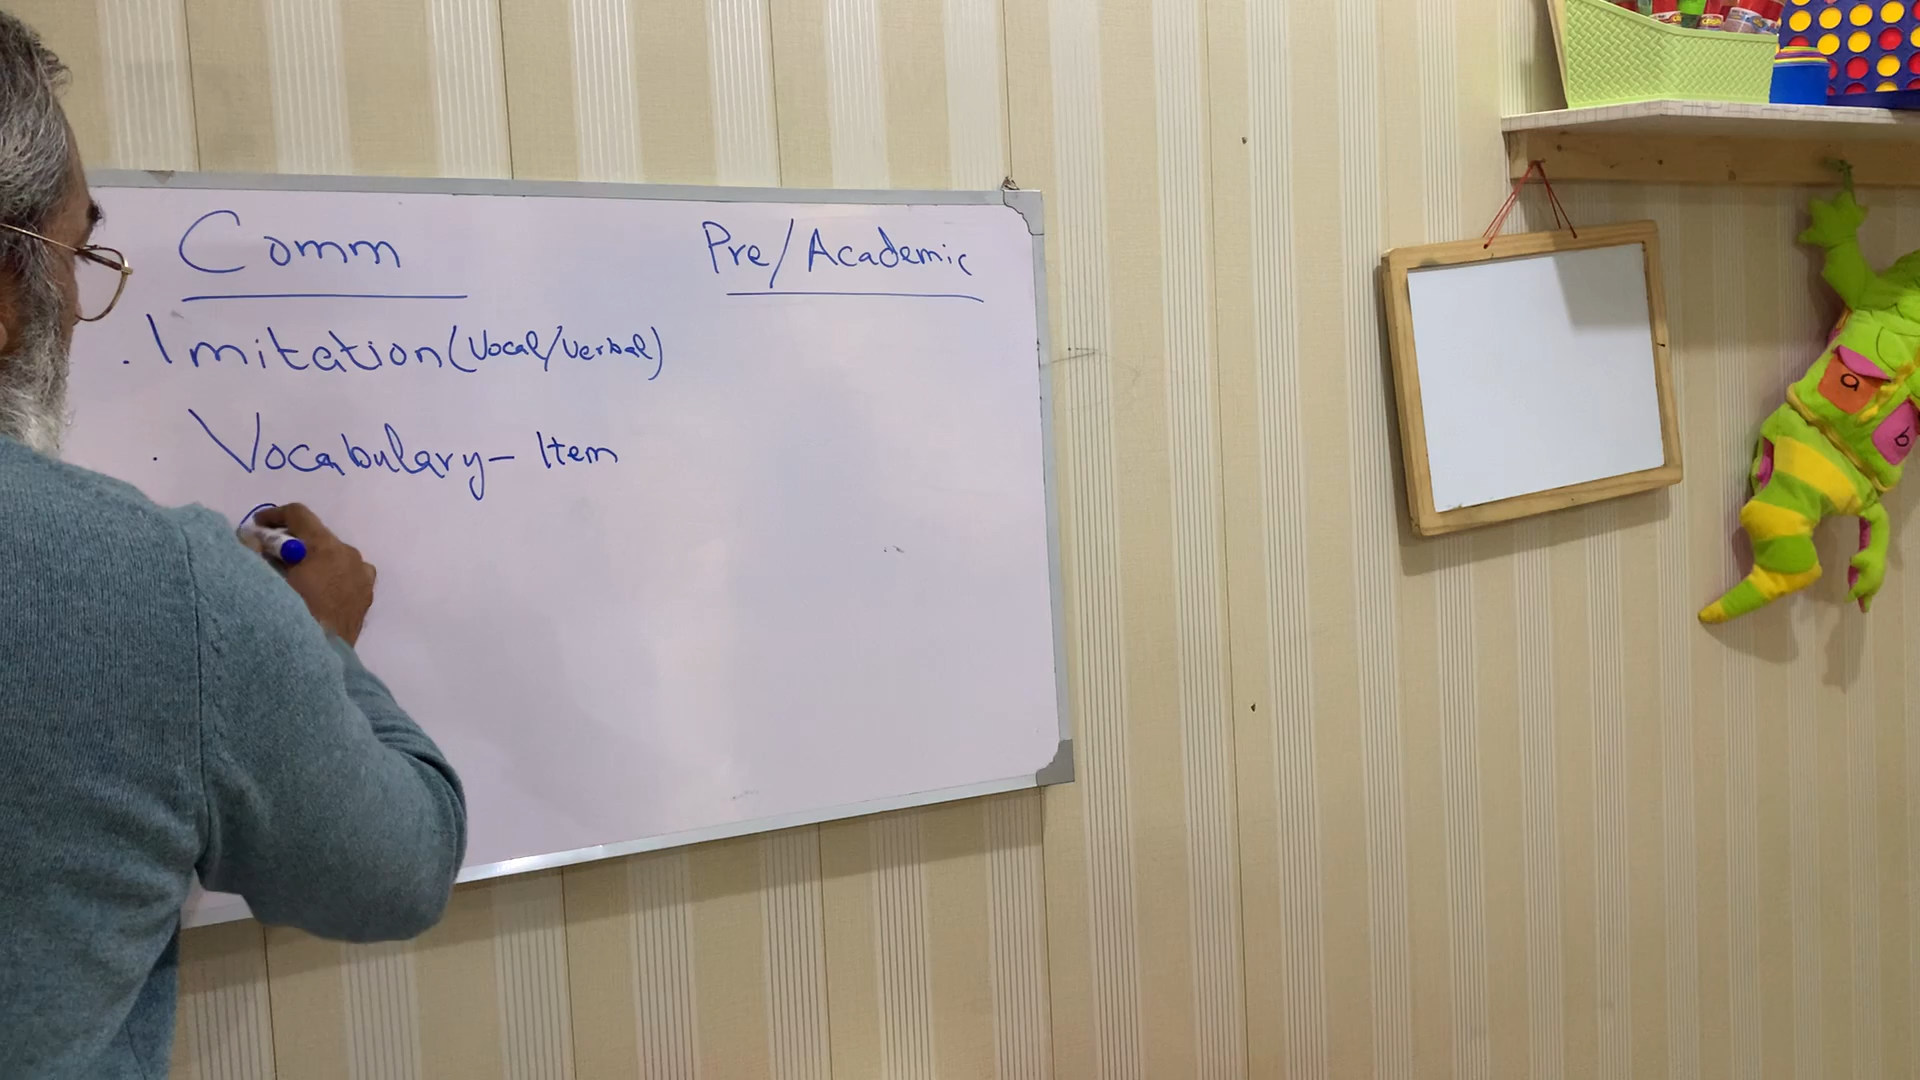 Comm
Pre/Academic
. Imitation (Vocal/Verbal)
. Vocabulary - Item
a
b